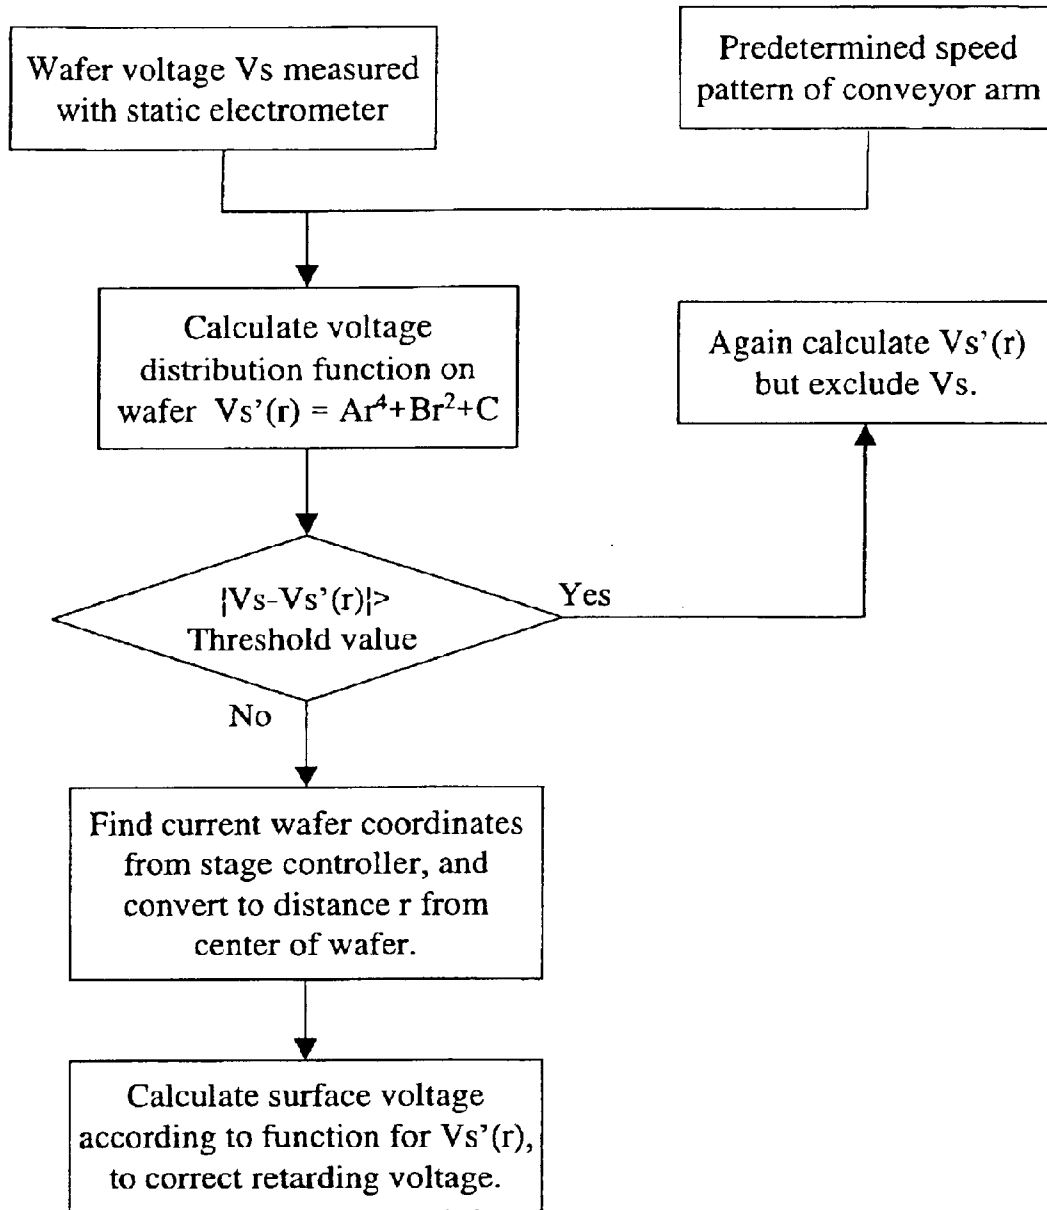 Wafer voltage Vs measured
with static electrometer
Predetermined speed
pattern of conveyor arm
Calculate voltage
distribution function on
wafer Vs’(r) = Ar⁴+Br²+C
Again calculate Vs’(r)
but exclude Vs.
|Vs-Vs’(r)|>
Threshold value
Yes
No
Find current wafer coordinates
from stage controller, and
convert to distance r from
center of wafer.
Calculate surface voltage
according to function for Vs’(r),
to correct retarding voltage.